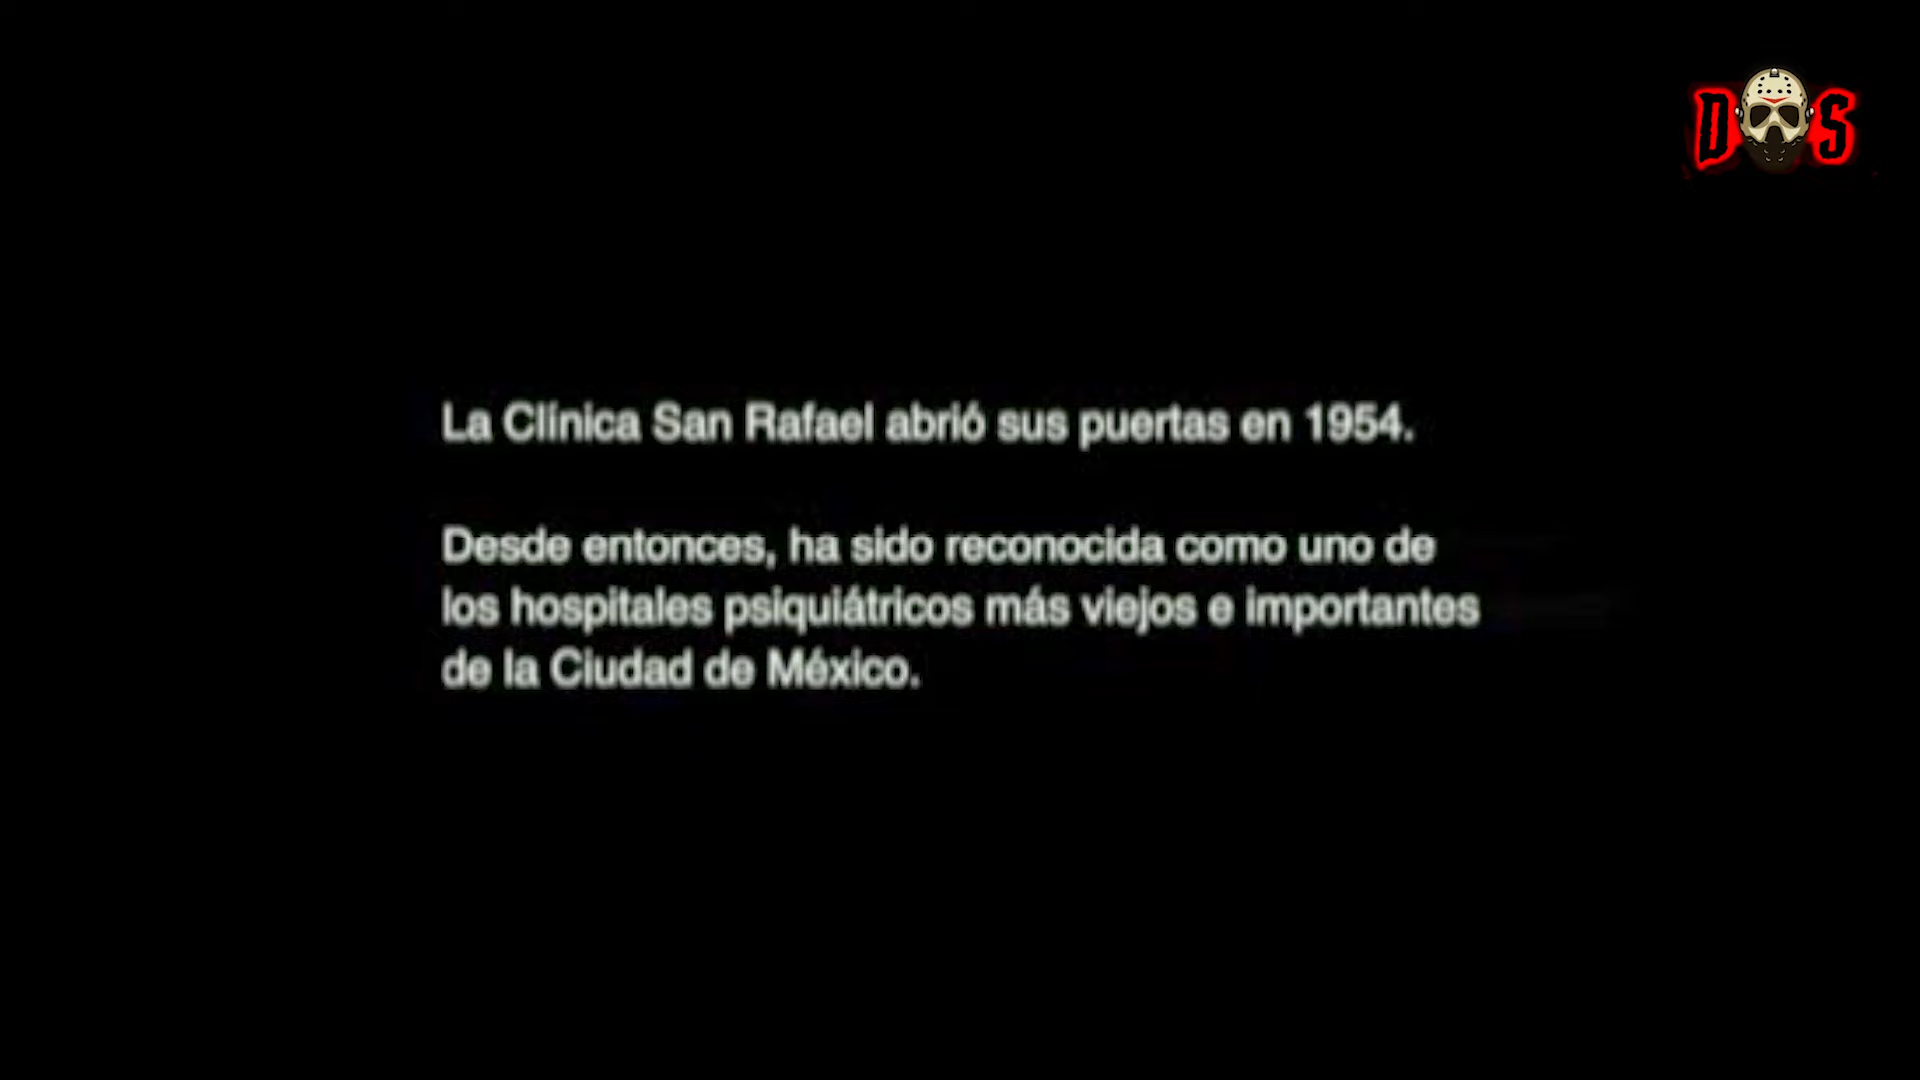 D S
La Clínica San Rafael abrió sus puertas en 1954.
Desde entonces, ha sido reconocida como uno de
los hospitales psiquiátricos más viejos e importantes
de la Ciudad de México.